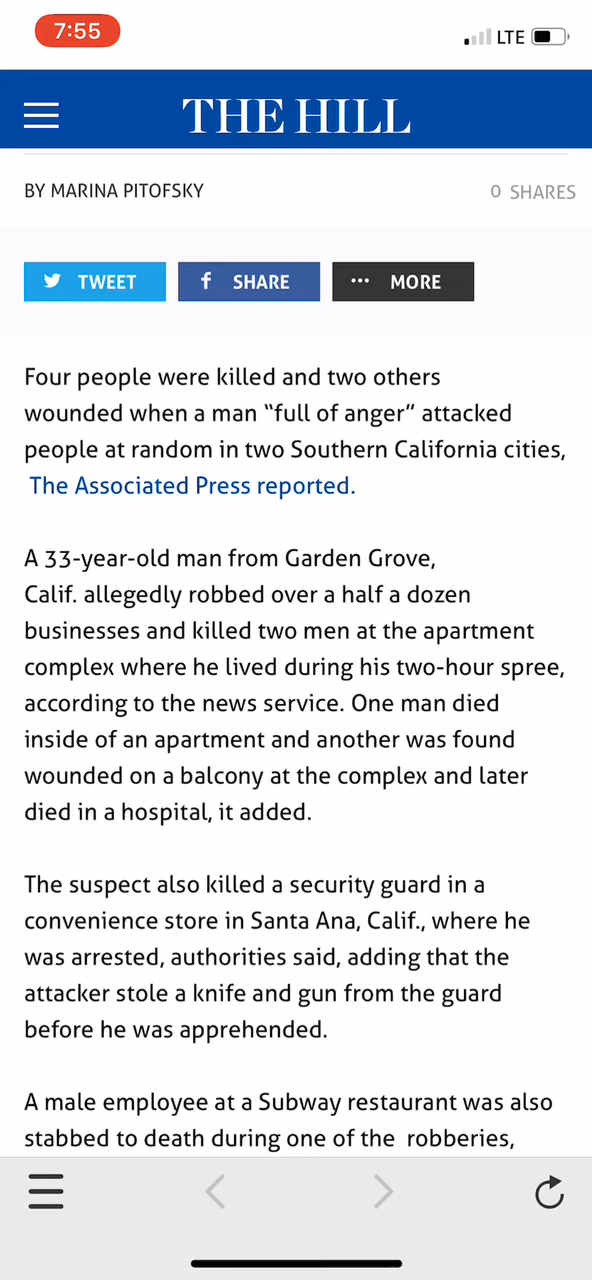 7:55
LTE
THE HILL
BY MARINA PITOFSKY
0 SHARES
TWEET
f SHARE
··· MORE
Four people were killed and two others
wounded when a man “full of anger” attacked
people at random in two Southern California cities,
The Associated Press reported.
A 33-year-old man from Garden Grove,
Calif. allegedly robbed over a half a dozen
businesses and killed two men at the apartment
complex where he lived during his two-hour spree,
according to the news service. One man died
inside of an apartment and another was found
wounded on a balcony at the complex and later
died in a hospital, it added.
The suspect also killed a security guard in a
convenience store in Santa Ana, Calif., where he
was arrested, authorities said, adding that the
attacker stole a knife and gun from the guard
before he was apprehended.
A male employee at a Subway restaurant was also
stabbed to death during one of the robberies,